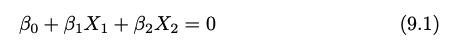 β₀ + β₁X₁ + β₂X₂ = 0 (9.1)